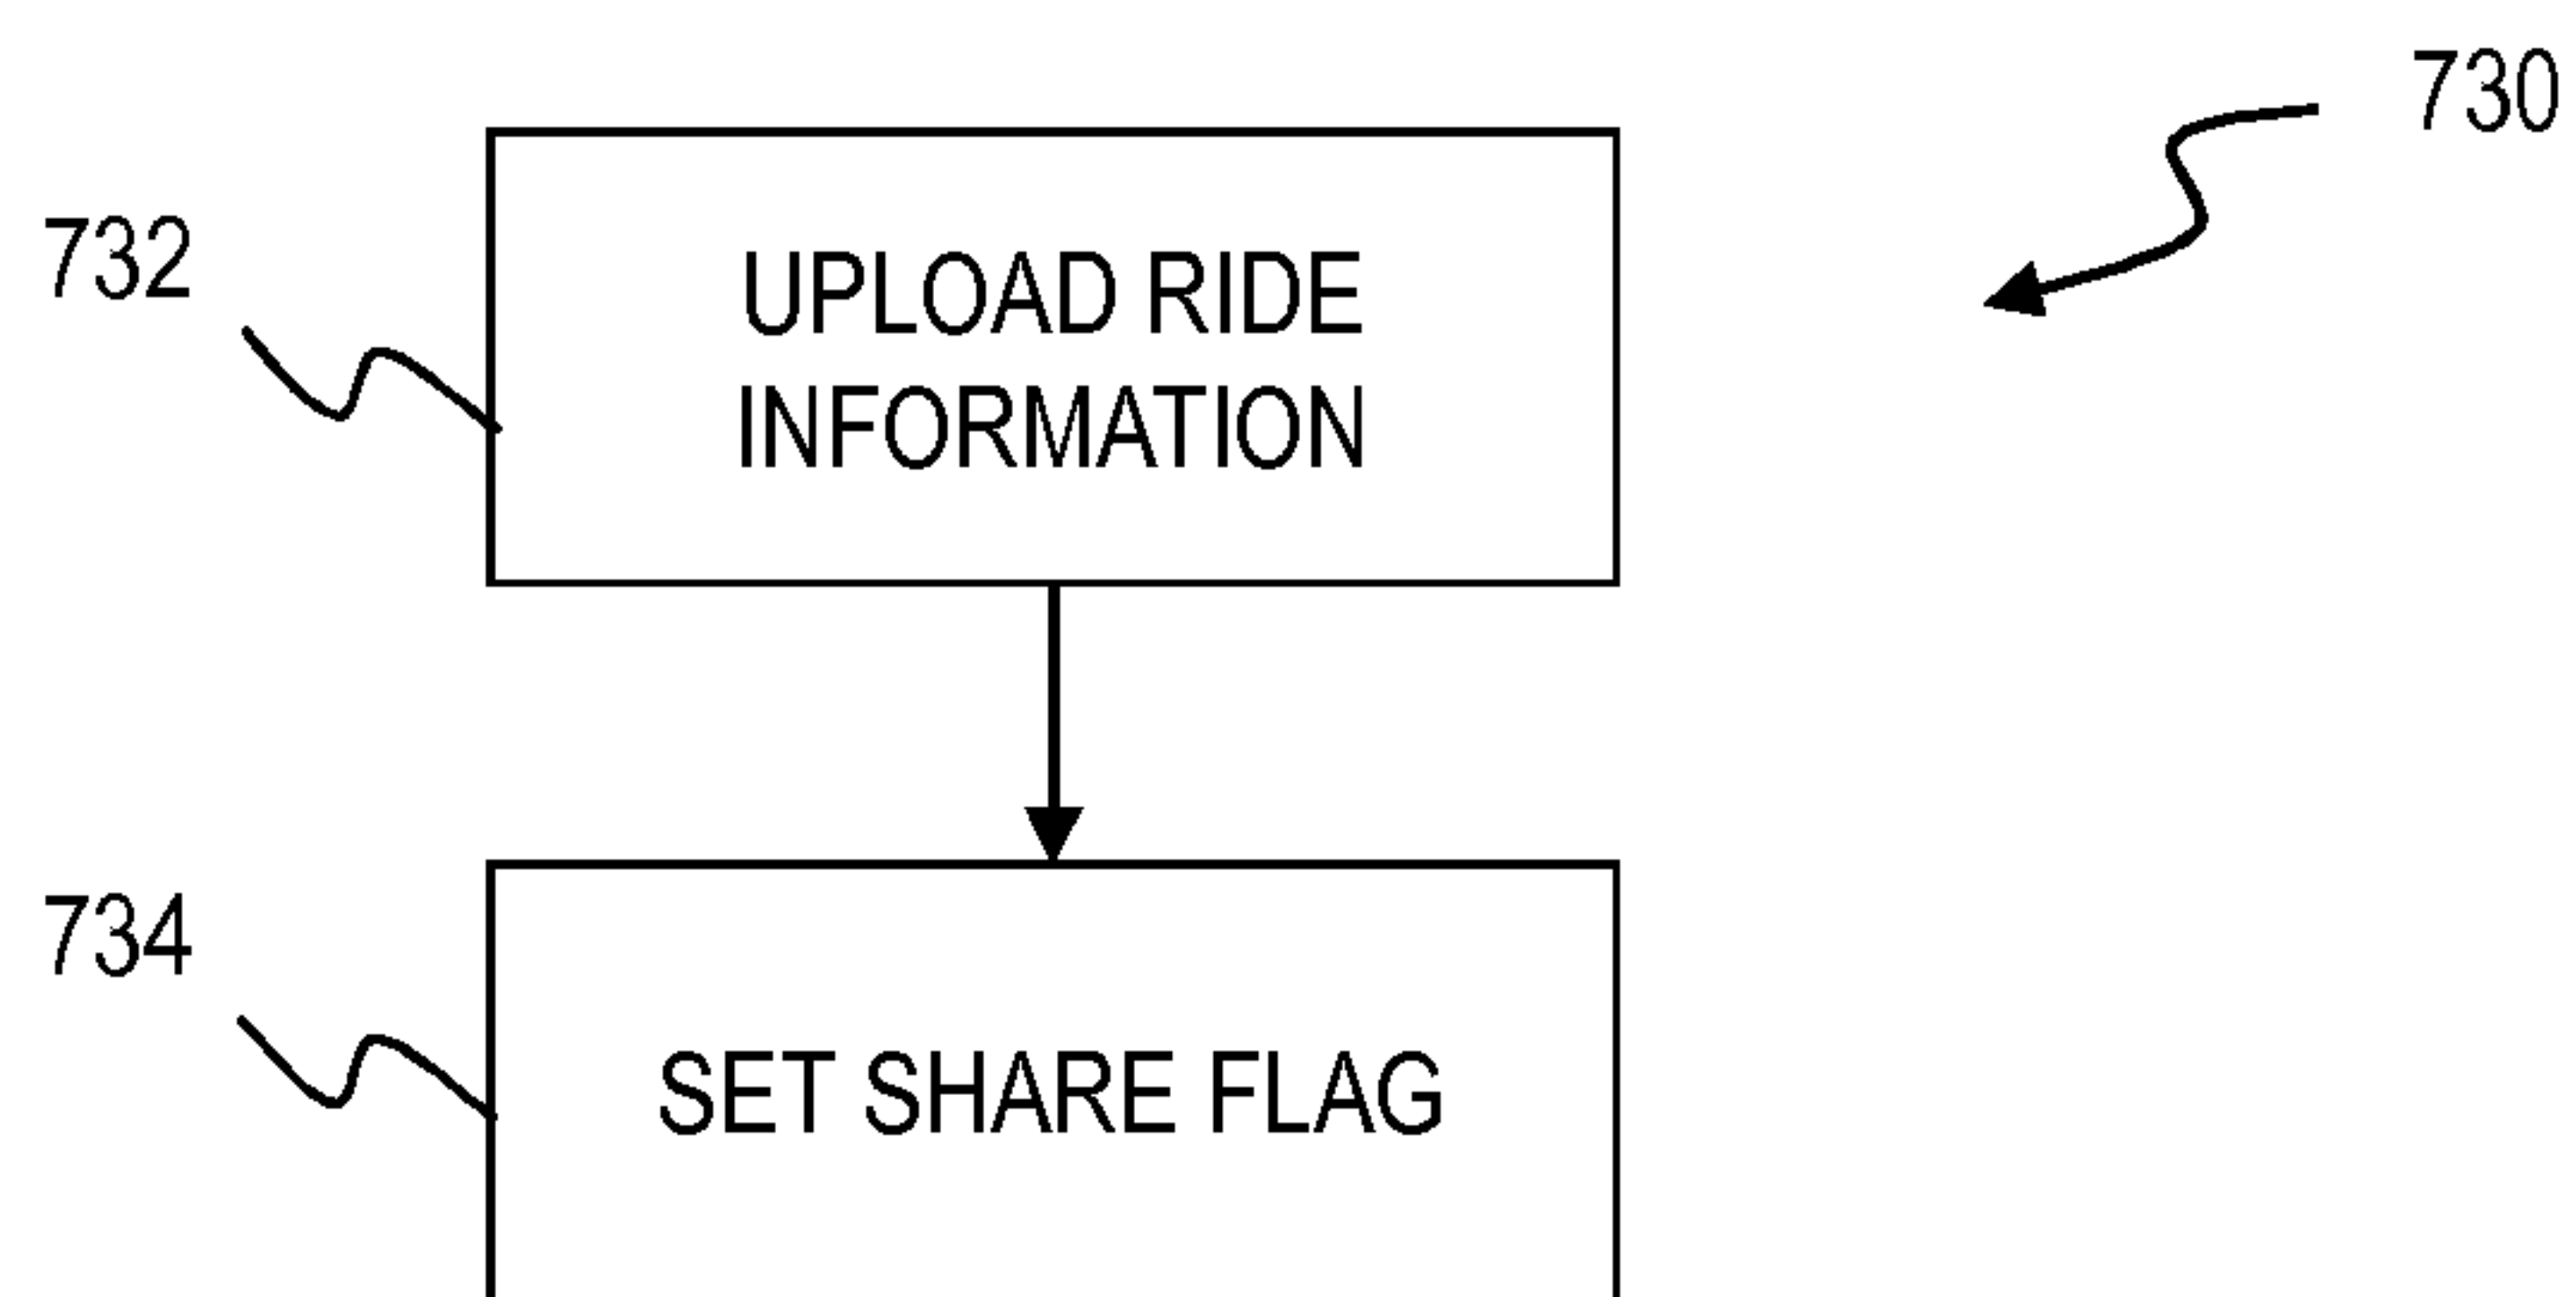 730
732
UPLOAD RIDE
INFORMATION
734
SET SHARE FLAG